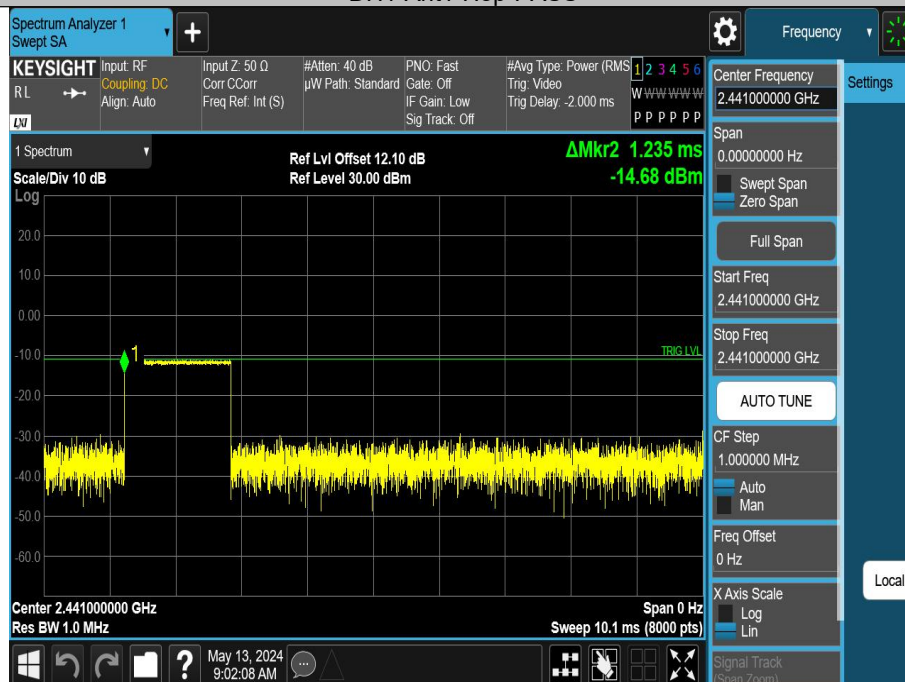 Spectrum Analyzer 1
Swept SA
+
Frequency
KEYSIGHT
RL
LXI
Input: RF
Coupling: DC
Align: Auto
Input Z: 50 Ω
Corr CCorr
Freq Ref: Int (S)
#Atten: 40 dB
µW Path: Standard
PNO: Fast
Gate: Off
IF Gain: Low
Sig Track: Off
#Avg Type: Power (RMS
Trig: Video
Trig Delay: -2.000 ms
1 2 3 4 5 6
W W W W W W
P P P P P P
1 Spectrum
Scale/Div 10 dB
Log
Ref Lvl Offset 12.10 dB
Ref Level 30.00 dBm
ΔMkr2 1.235 ms
-14.68 dBm
20.0
10.0
0.00
-10.0
-20.0
-30.0
-40.0
-50.0
-60.0
1
TRIG LVL
Center 2.441000000 GHz
Res BW 1.0 MHz
Span 0 Hz
Sweep 10.1 ms (8000 pts)
Center Frequency
2.441000000 GHz
Span
0.00000000 Hz
Swept Span
Zero Span
Full Span
Start Freq
2.441000000 GHz
Stop Freq
2.441000000 GHz
AUTO TUNE
CF Step
1.000000 MHz
Auto
Man
Freq Offset
0 Hz
X Axis Scale
Log
Lin
Signal Track
(Span Zoom)
Settings
Local
?
May 13, 2024
9:02:08 AM